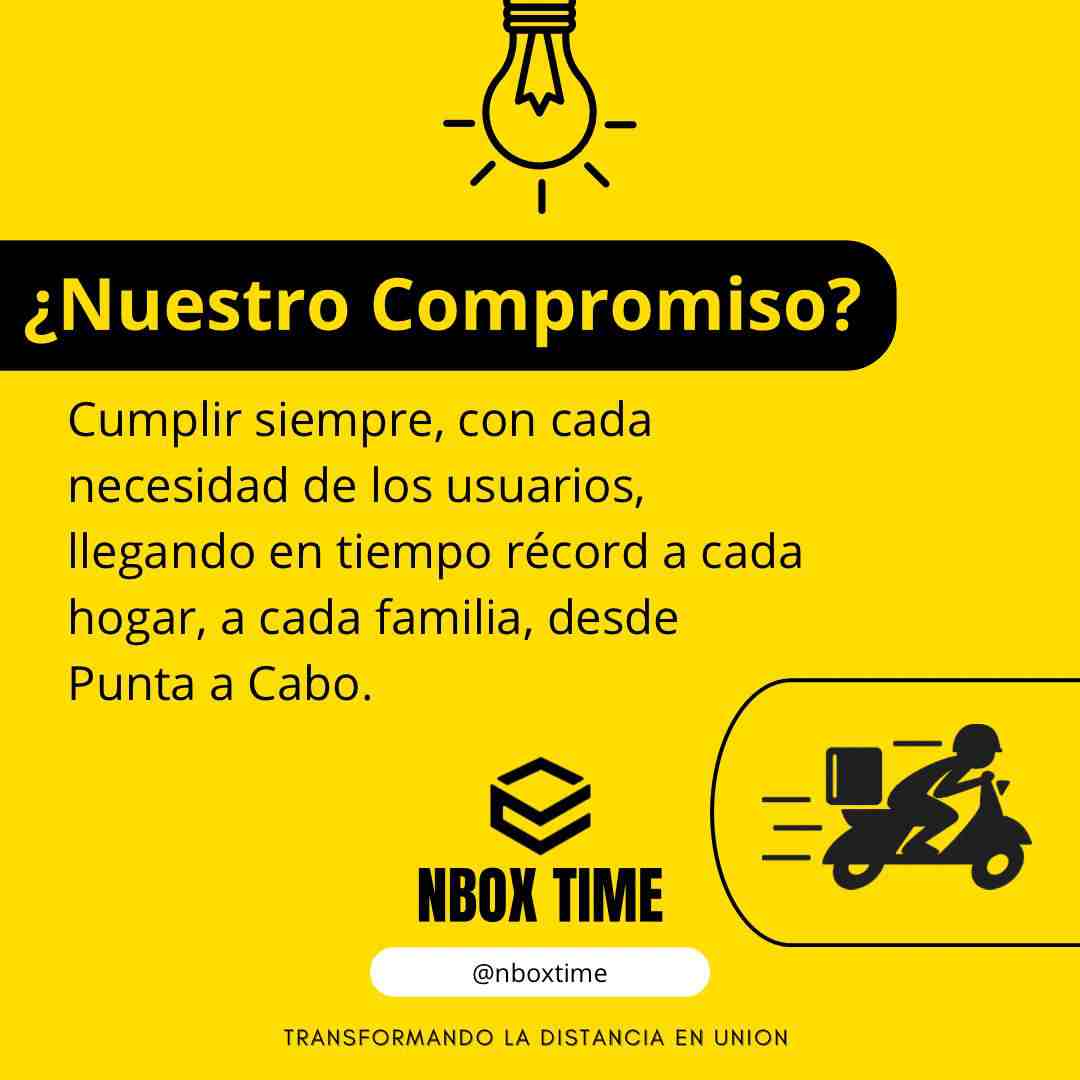 ¿Nuestro Compromiso?
Cumplir siempre, con cada
necesidad de los usuarios,
llegando en tiempo récord a cada
hogar, a cada familia, desde
Punta a Cabo.
NBOX TIME
@nboxtime
TRANSFORMANDO LA DISTANCIA EN UNION